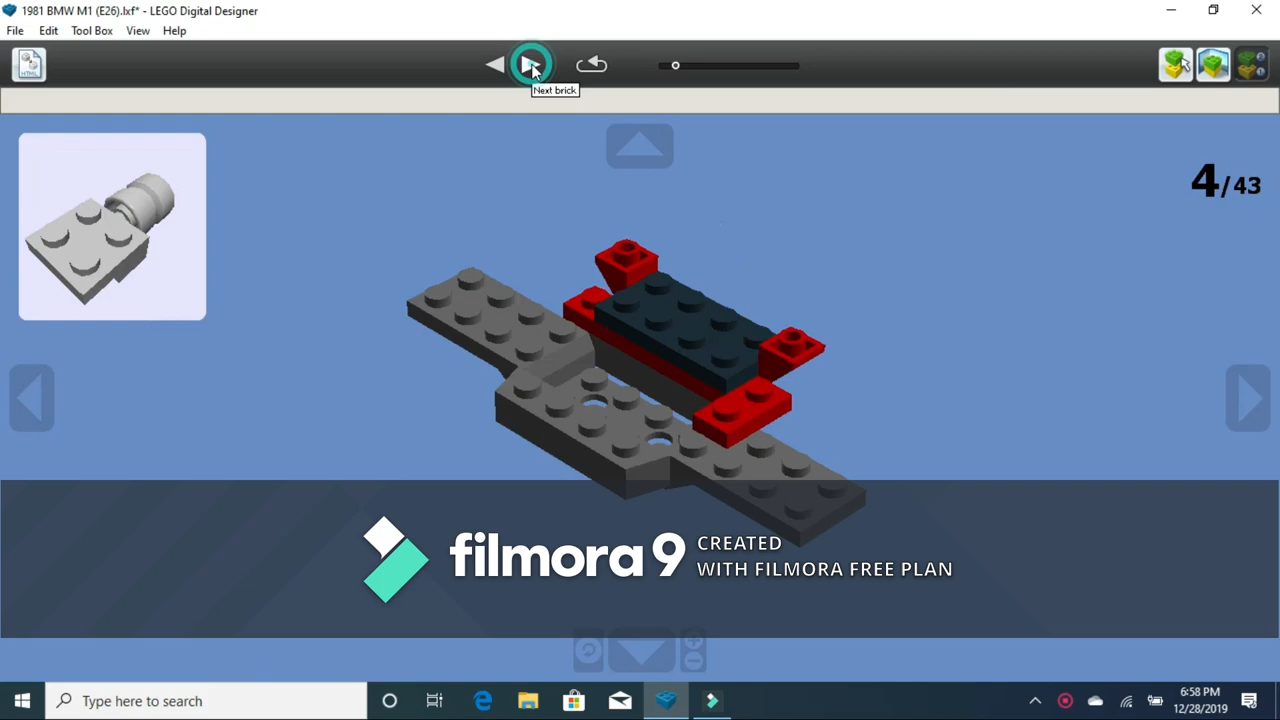 1981 BMW M1 (E26).lxf* - LEGO Digital Designer
File Edit Tool Box View Help
HTML
Next brick
4/43
filmora 9 CREATED
WITH FILMORA FREE PLAN
Type here to search
6:58 PM
12/28/2019